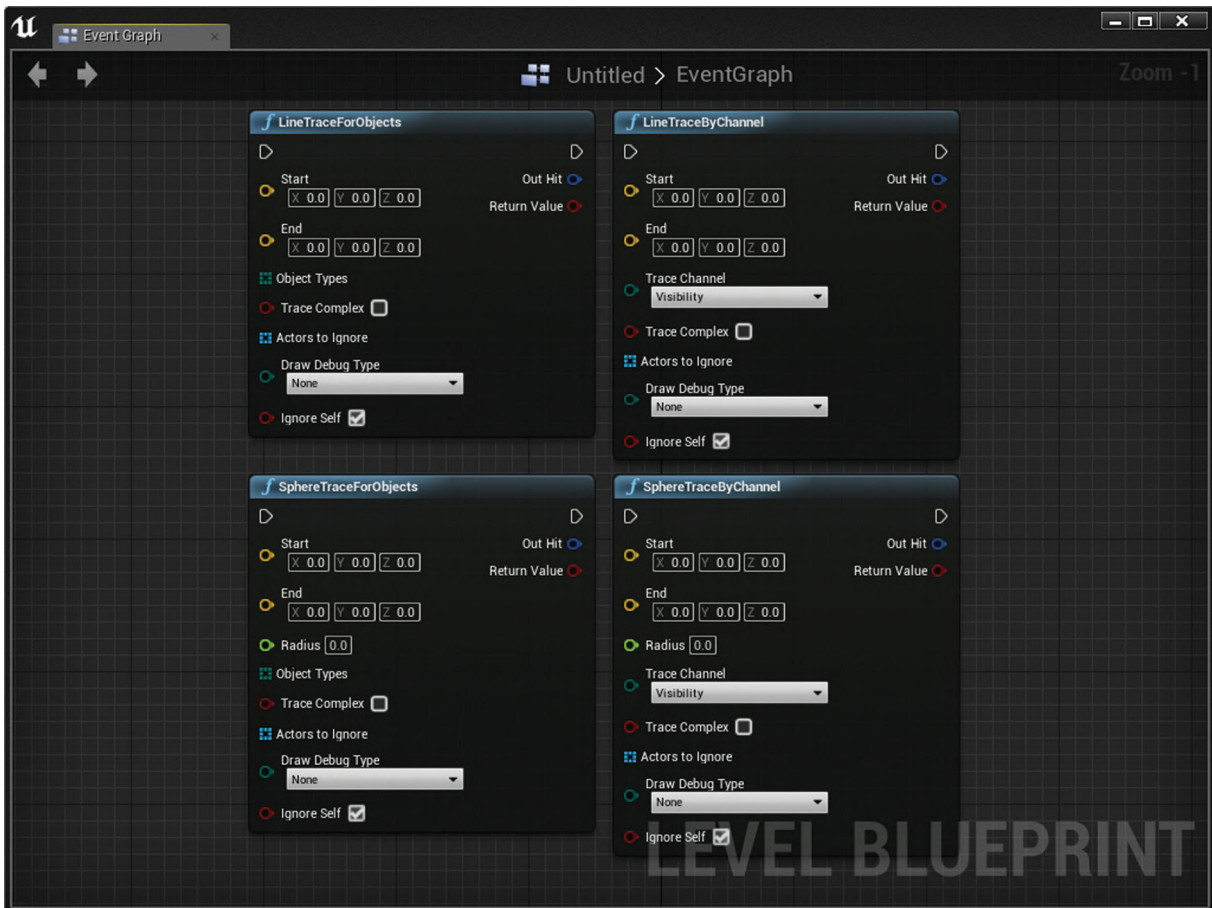 Event Graph
Untitled > EventGraph
Zoom -1
LineTraceForObjects
Start
Out Hit
X 0.0 Y 0.0 Z 0.0
Return Value
End
X 0.0 Y 0.0 Z 0.0
Object Types
Trace Complex
Actors to Ignore
Draw Debug Type
None
Ignore Self
LineTraceByChannel
Start
Out Hit
X 0.0 Y 0.0 Z 0.0
Return Value
End
X 0.0 Y 0.0 Z 0.0
Trace Channel
Visibility
Trace Complex
Actors to Ignore
Draw Debug Type
None
Ignore Self
SphereTraceForObjects
Start
Out Hit
X 0.0 Y 0.0 Z 0.0
Return Value
End
X 0.0 Y 0.0 Z 0.0
Radius 0.0
Object Types
Trace Complex
Actors to Ignore
Draw Debug Type
None
Ignore Self
SphereTraceByChannel
Start
Out Hit
X 0.0 Y 0.0 Z 0.0
Return Value
End
X 0.0 Y 0.0 Z 0.0
Radius 0.0
Trace Channel
Visibility
Trace Complex
Actors to Ignore
Draw Debug Type
None
Ignore Self
LEVEL BLUEPRINT